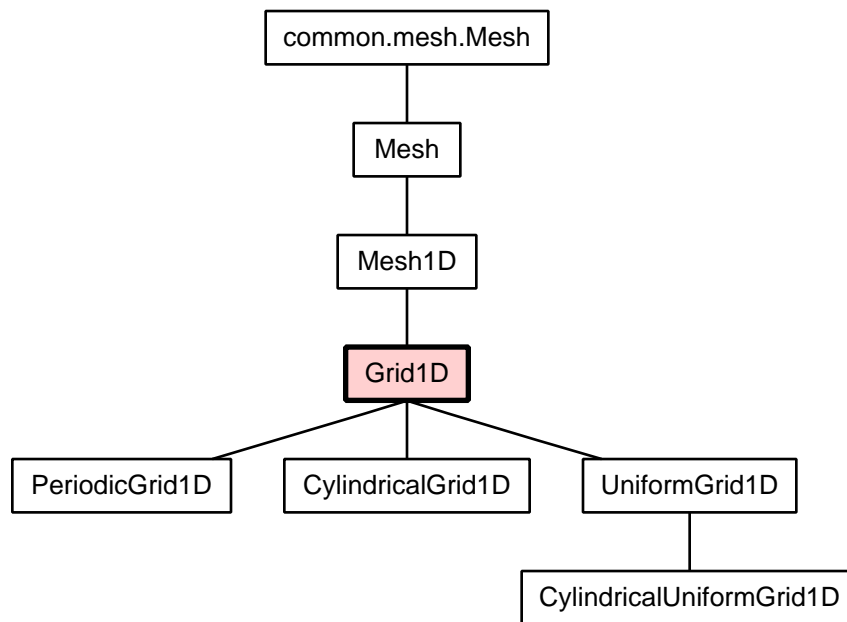 common.mesh.Mesh
Mesh
Mesh1D
Grid1D
PeriodicGrid1D
CylindricalGrid1D
UniformGrid1D
CylindricalUniformGrid1D